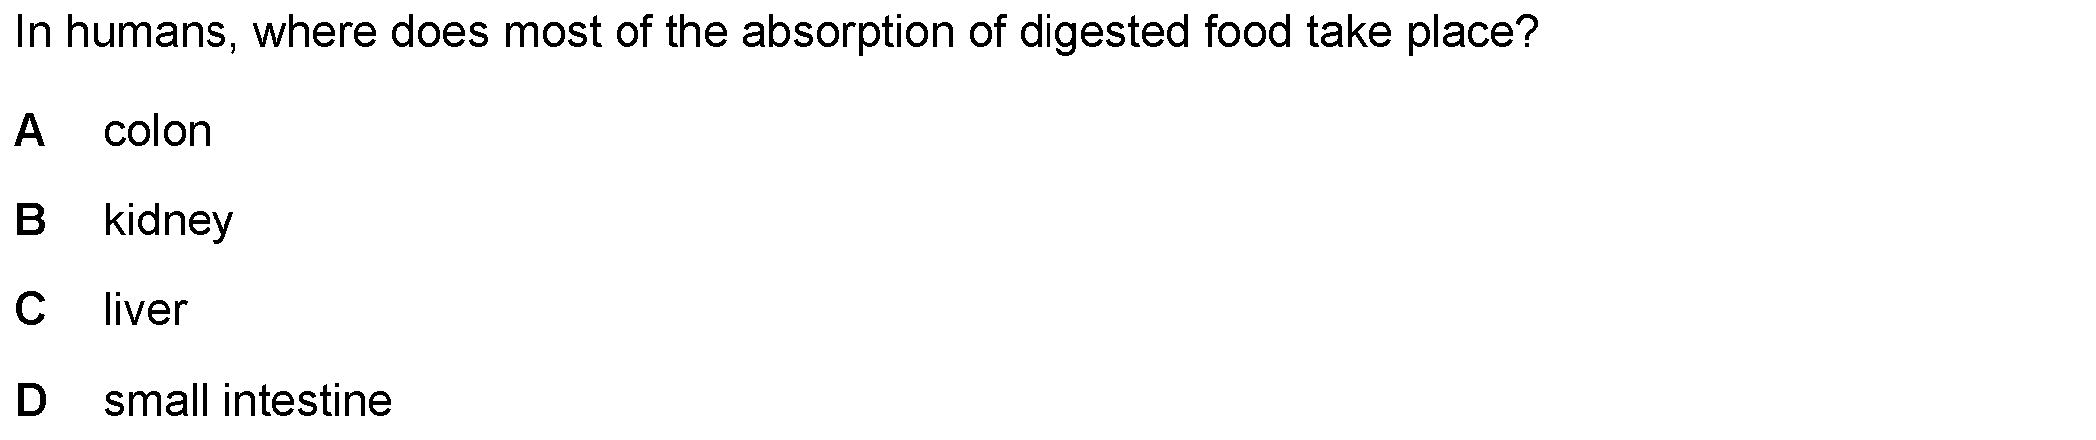 In humans, where does most of the absorption of digested food take place?
A colon
B kidney
C liver
D small intestine